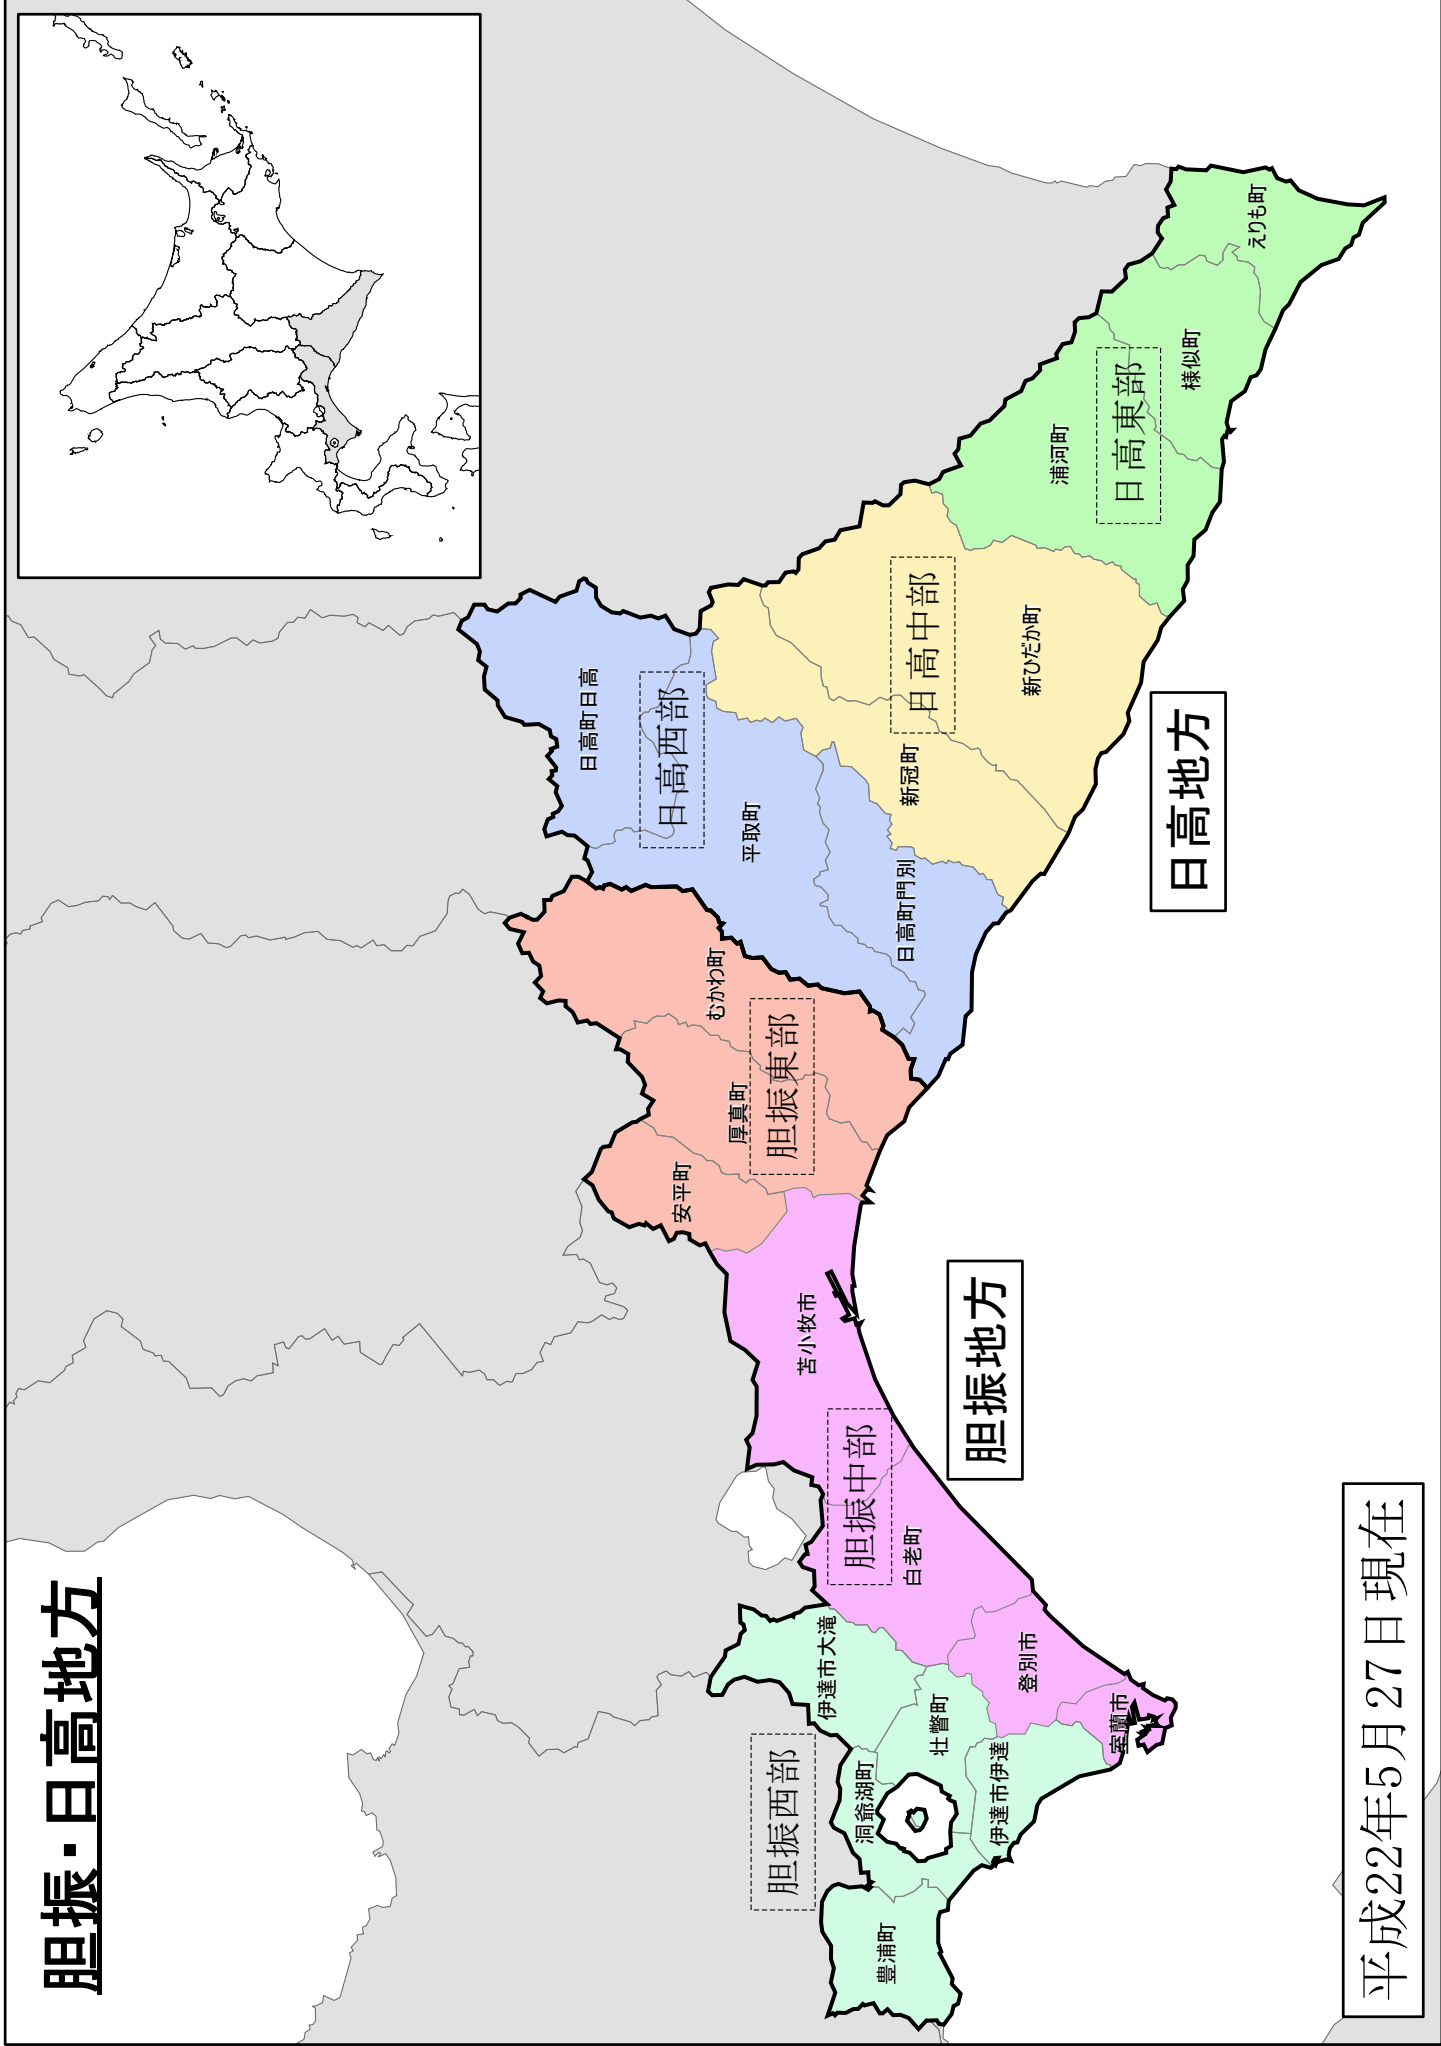 胆振・日高地方
胆振西部
豊浦町
洞爺湖町
伊達市大滝
壮瞥町
伊達市伊達
胆振中部
室蘭市
登別市
白老町
苫小牧市
胆振東部
安平町
厚真町
むかわ町
胆振地方
日高西部
日高町日高
平取町
日高町門別
日高中部
新冠町
新ひだか町
日高東部
浦河町
様似町
えりも町
日高地方
平成22年5月27日現在